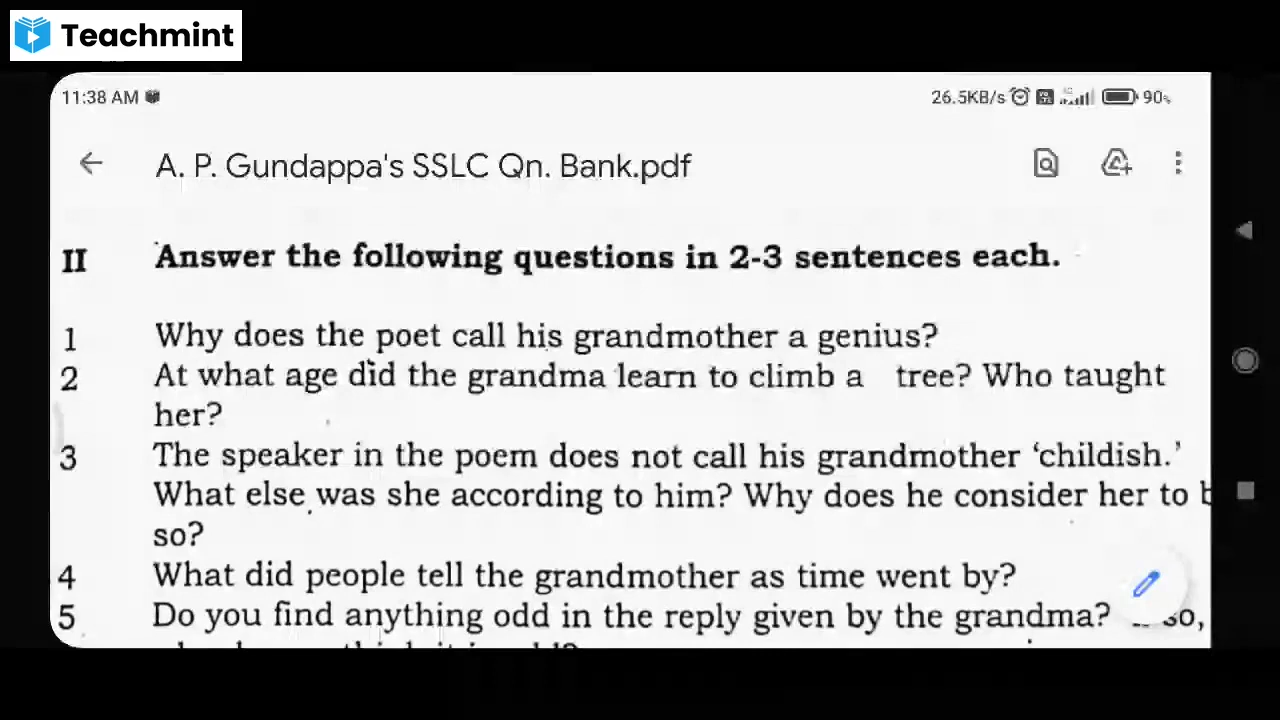 Teachmint
11:38 AM
26.5KB/s
90%
A. P. Gundappa's SSLC Qn. Bank.pdf
II Answer the following questions in 2-3 sentences each.
1 Why does the poet call his grandmother a genius?
2 At what age did the grandma learn to climb a tree? Who taught
her?
3 The speaker in the poem does not call his grandmother 'childish.'
What else was she according to him? Why does he consider her to
so?
4 What did people tell the grandmother as time went by?
5 Do you find anything odd in the reply given by the grandma? so,